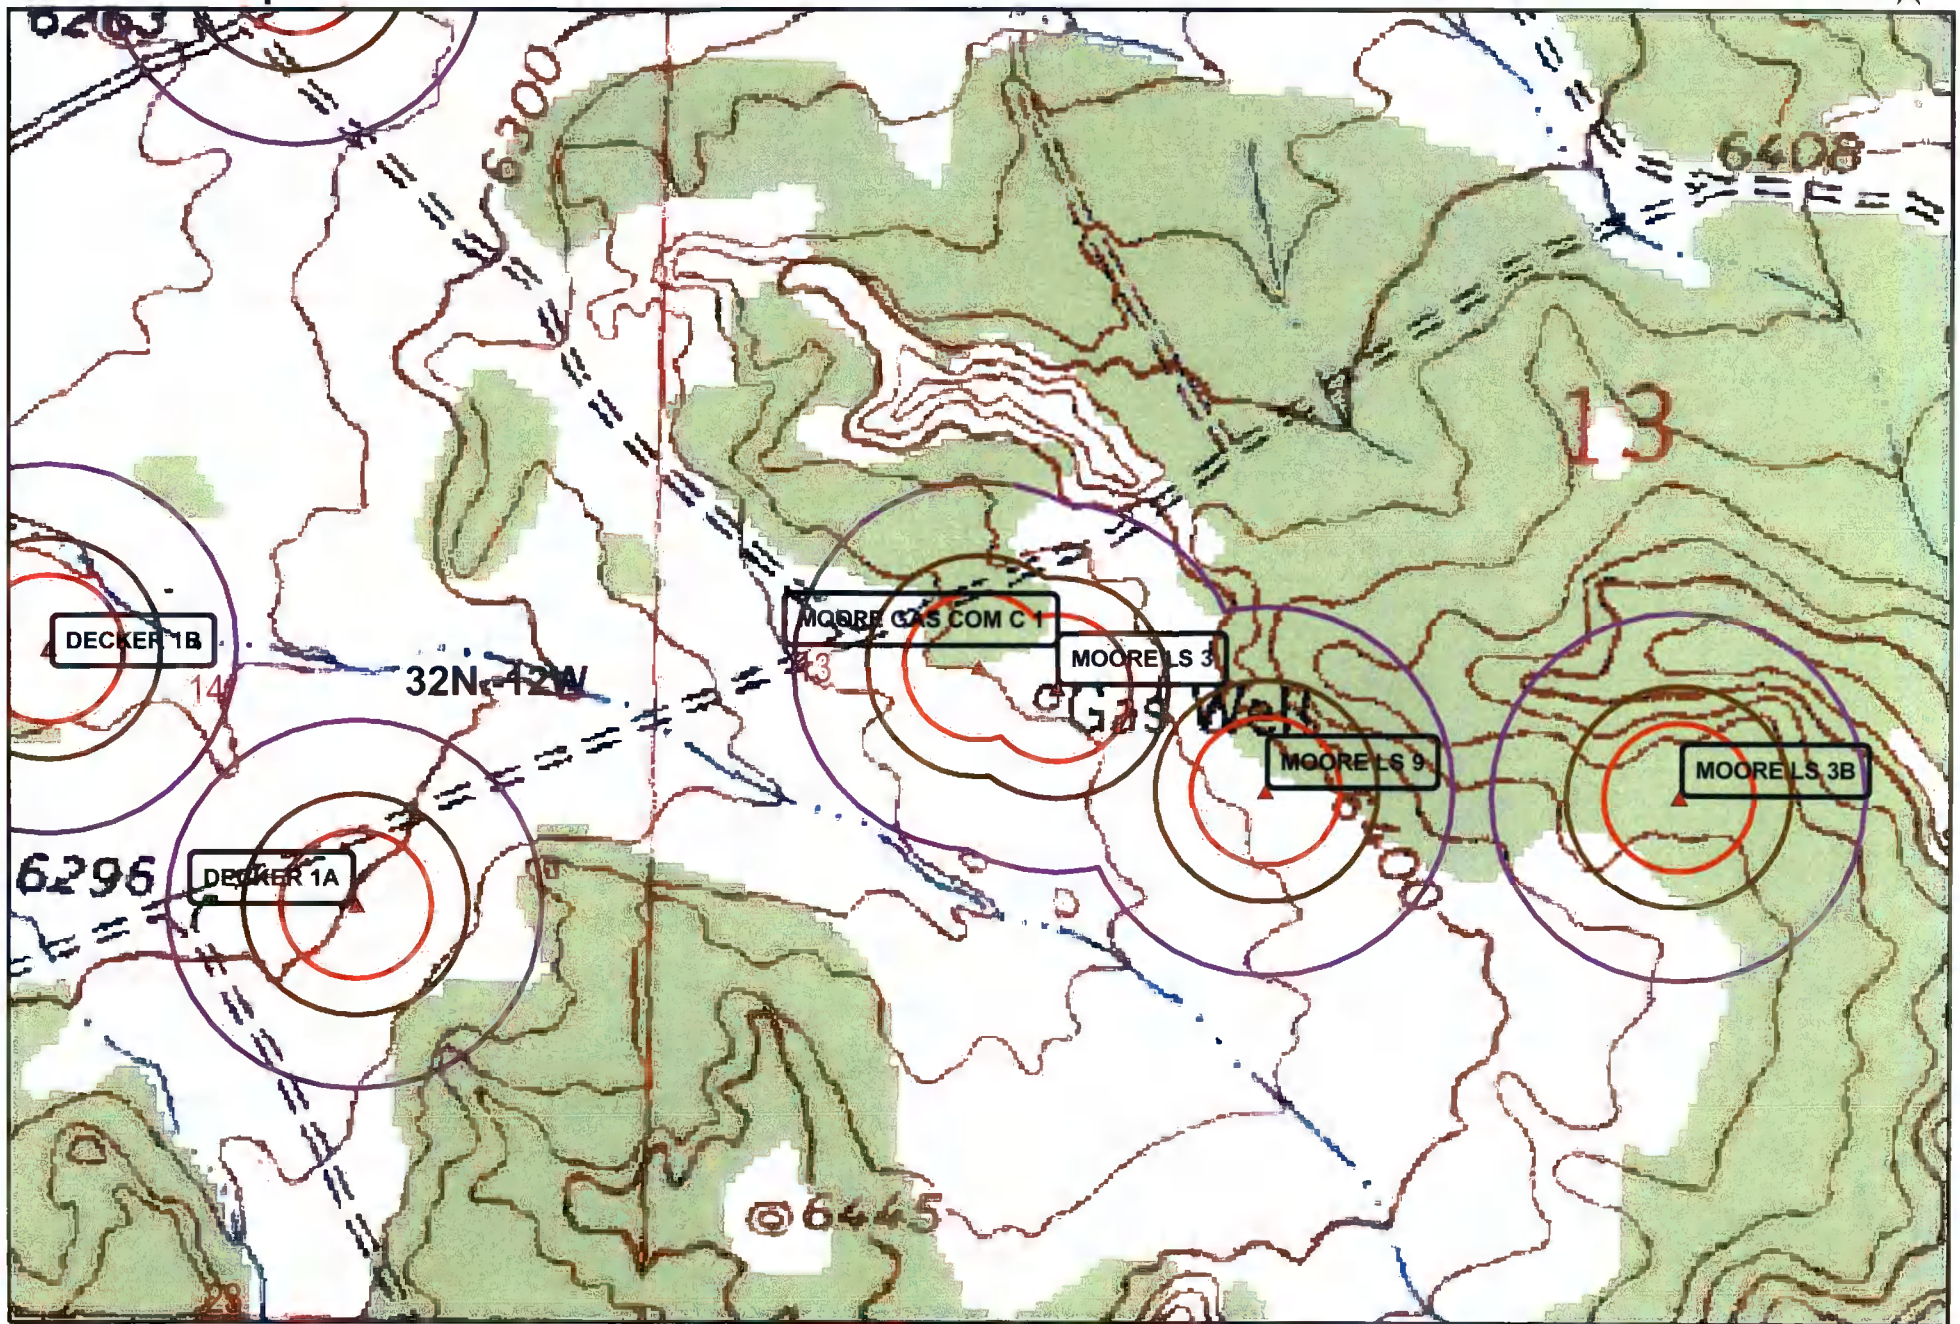 6300
6408
13
DECKER 1B
14
32N -12W
MOORE GAS COM C 1
13
MOORE LS 3
Gas Well
MOORE LS 9
MOORE LS 3B
6296
DECKER 1A
6445
23